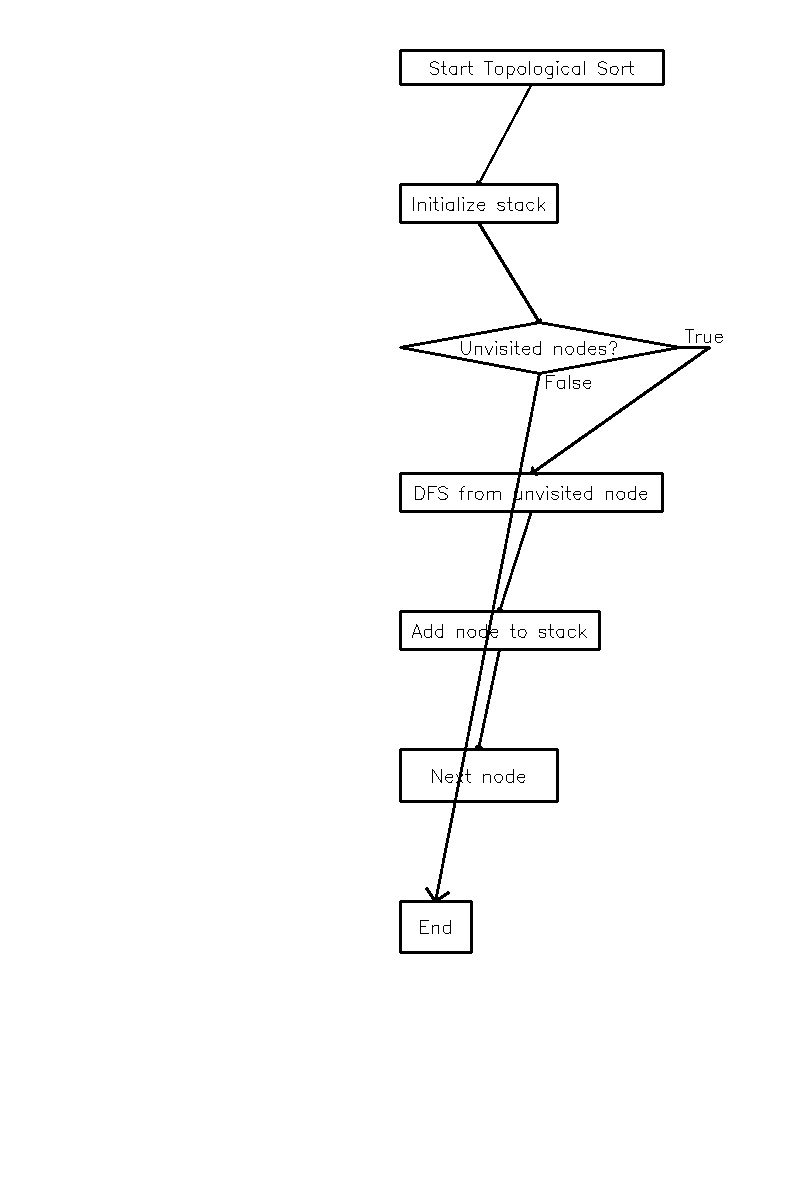 Start Topological Sort
Initialize stack
Unvisited nodes?
True
False
DFS from unvisited node
Add node to stack
Next node
End